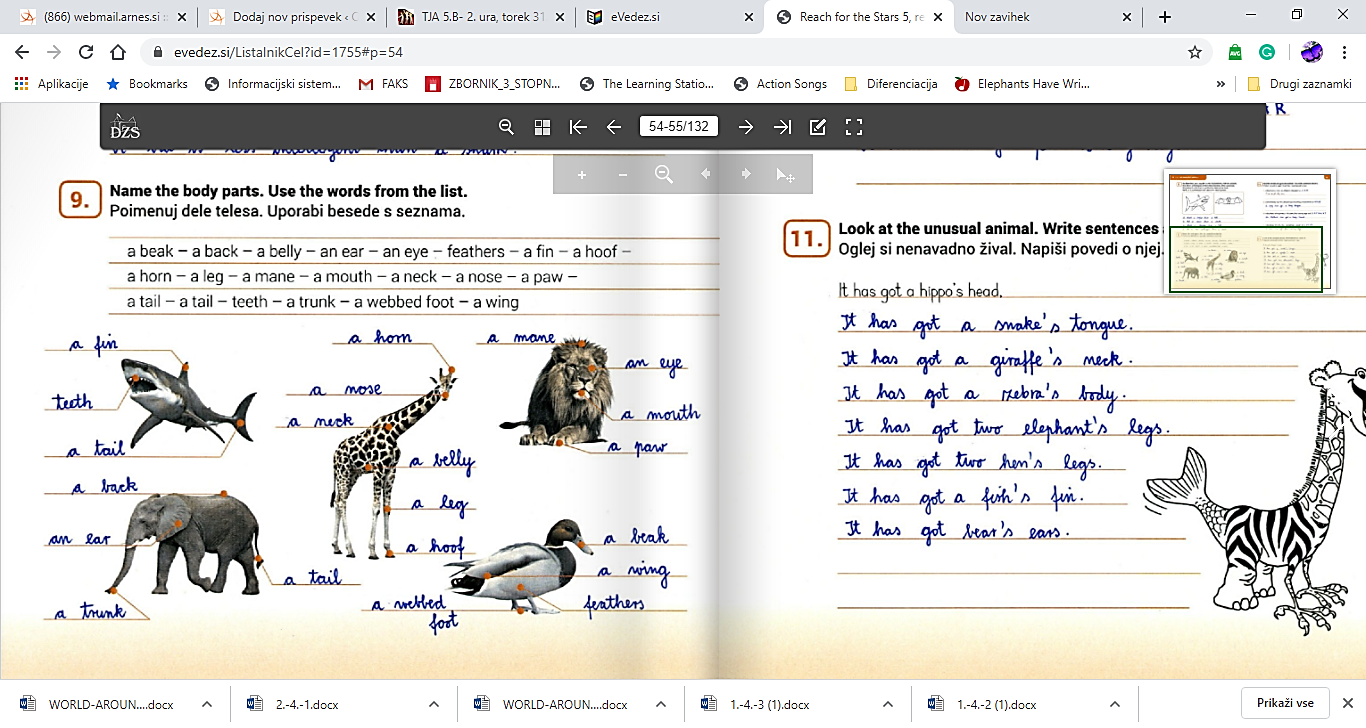 (866) webmail.arnes.si
Dodaj nov prispevek ‹
TJA 5.B- 2. ura, torek 31
eVedez.si
Reach for the Stars 5, re
Nov zavihek
evedez.si/ListalnikCel?id=1755#p=54
Aplikacije
Bookmarks
Informacijski sistem...
FAKS
ZBORNIK_3_STOPN...
The Learning Statio...
Action Songs
Diferenciacija
Elephants Have Wri...
»
Drugi zaznamki
DZS
54-55/132
9. Name the body parts. Use the words from the list.
Poimenuj dele telesa. Uporabi besede s seznama.
a beak – a back – a belly – an ear – an eye – feathers – a fin – a hoof –
a horn – a leg – a mane – a mouth – a neck – a nose – a paw –
a tail – a tail – teeth – a trunk – a webbed foot – a wing
a fin
teeth
a tail
a horn
a nose
a neck
a belly
a leg
a hoof
a mane
an eye
a mouth
a paw
a back
an ear
a tail
a trunk
a beak
a wing
feathers
a webbed
foot
11. Look at the unusual animal. Write sentences
Oglej si nenavadno žival. Napiši povedi o njej.
It has got a hippo's head.
It has got a snake's tongue.
It has got a giraffe's neck.
It has got a zebra's body.
It has got two elephant's legs.
It has got two hen's legs.
It has got a fish's fin.
It has got bear's ears.
WORLD-AROUN....docx
2.-4.-1.docx
WORLD-AROUN....docx
1.-4.-3 (1).docx
1.-4.-2 (1).docx
Prikaži vse